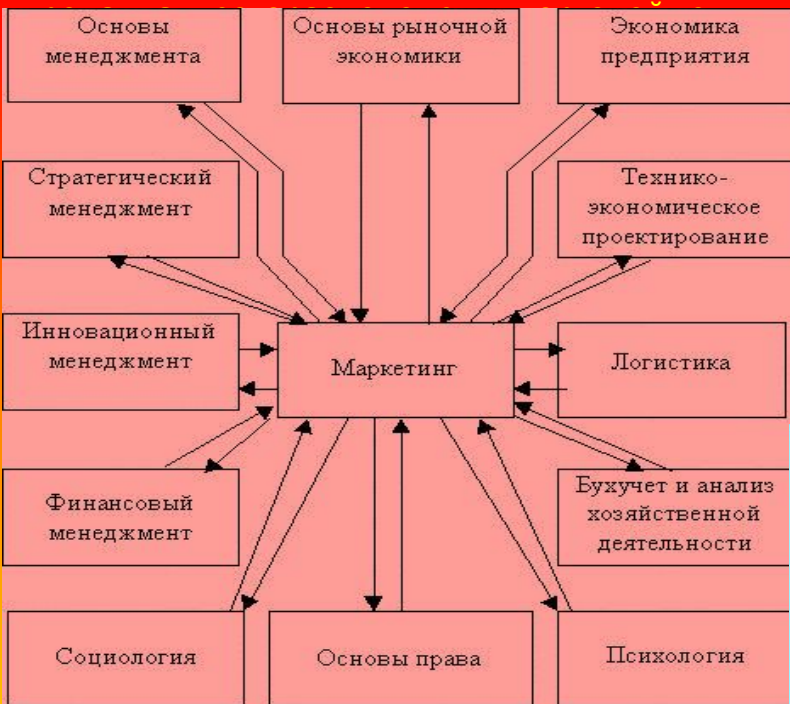 Основы
менеджмента
Основы рыночной
экономики
Экономика
предприятия
Стратегический
менеджмент
Технико-
экономическое
проектирование
Инновационный
менеджмент
Маркетинг
Логистика
Финансовый
менеджмент
Бухучет и анализ
хозяйственной
деятельности
Социология
Основы права
Психология